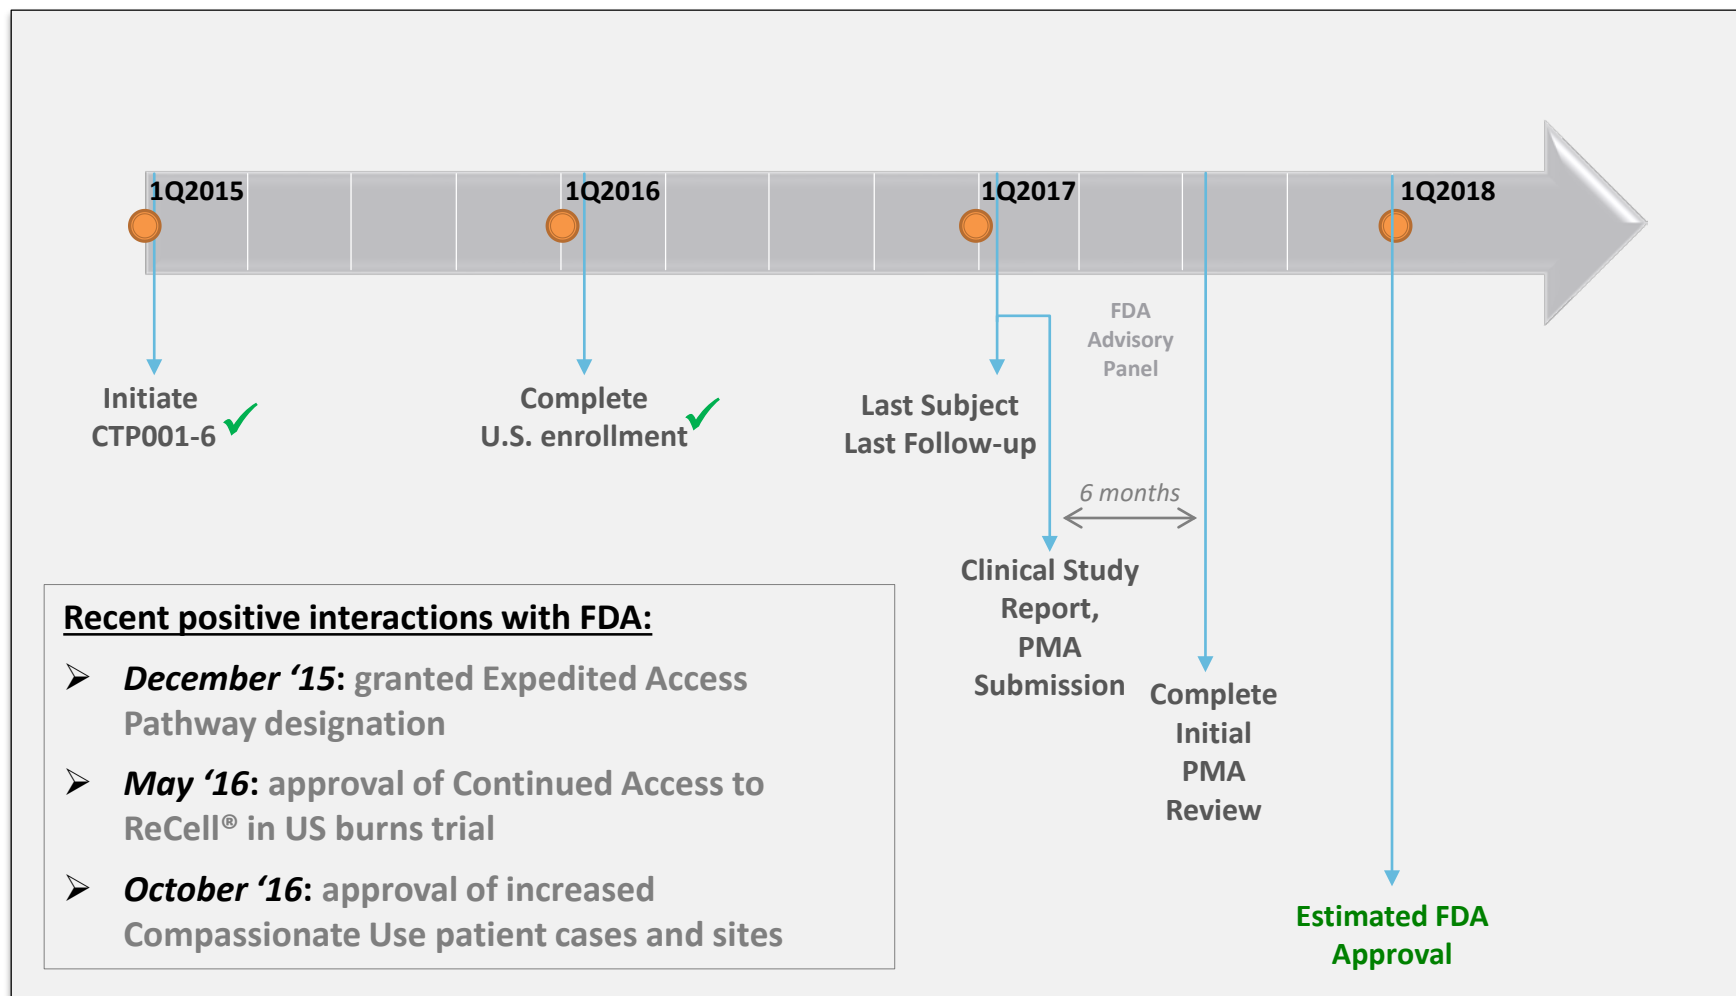 1Q2015
1Q2016
1Q2017
1Q2018
FDA
Advisory
Panel
Initiate
CTP001-6
Complete
U.S. enrollment
Last Subject
Last Follow-up
6 months
Clinical Study
Report,
PMA
Submission
Complete
Initial
PMA
Review
Estimated FDA
Approval
Recent positive interactions with FDA:
➢ December ‘15: granted Expedited Access
Pathway designation
➢ May ‘16: approval of Continued Access to
ReCell® in US burns trial
➢ October ‘16: approval of increased
Compassionate Use patient cases and sites